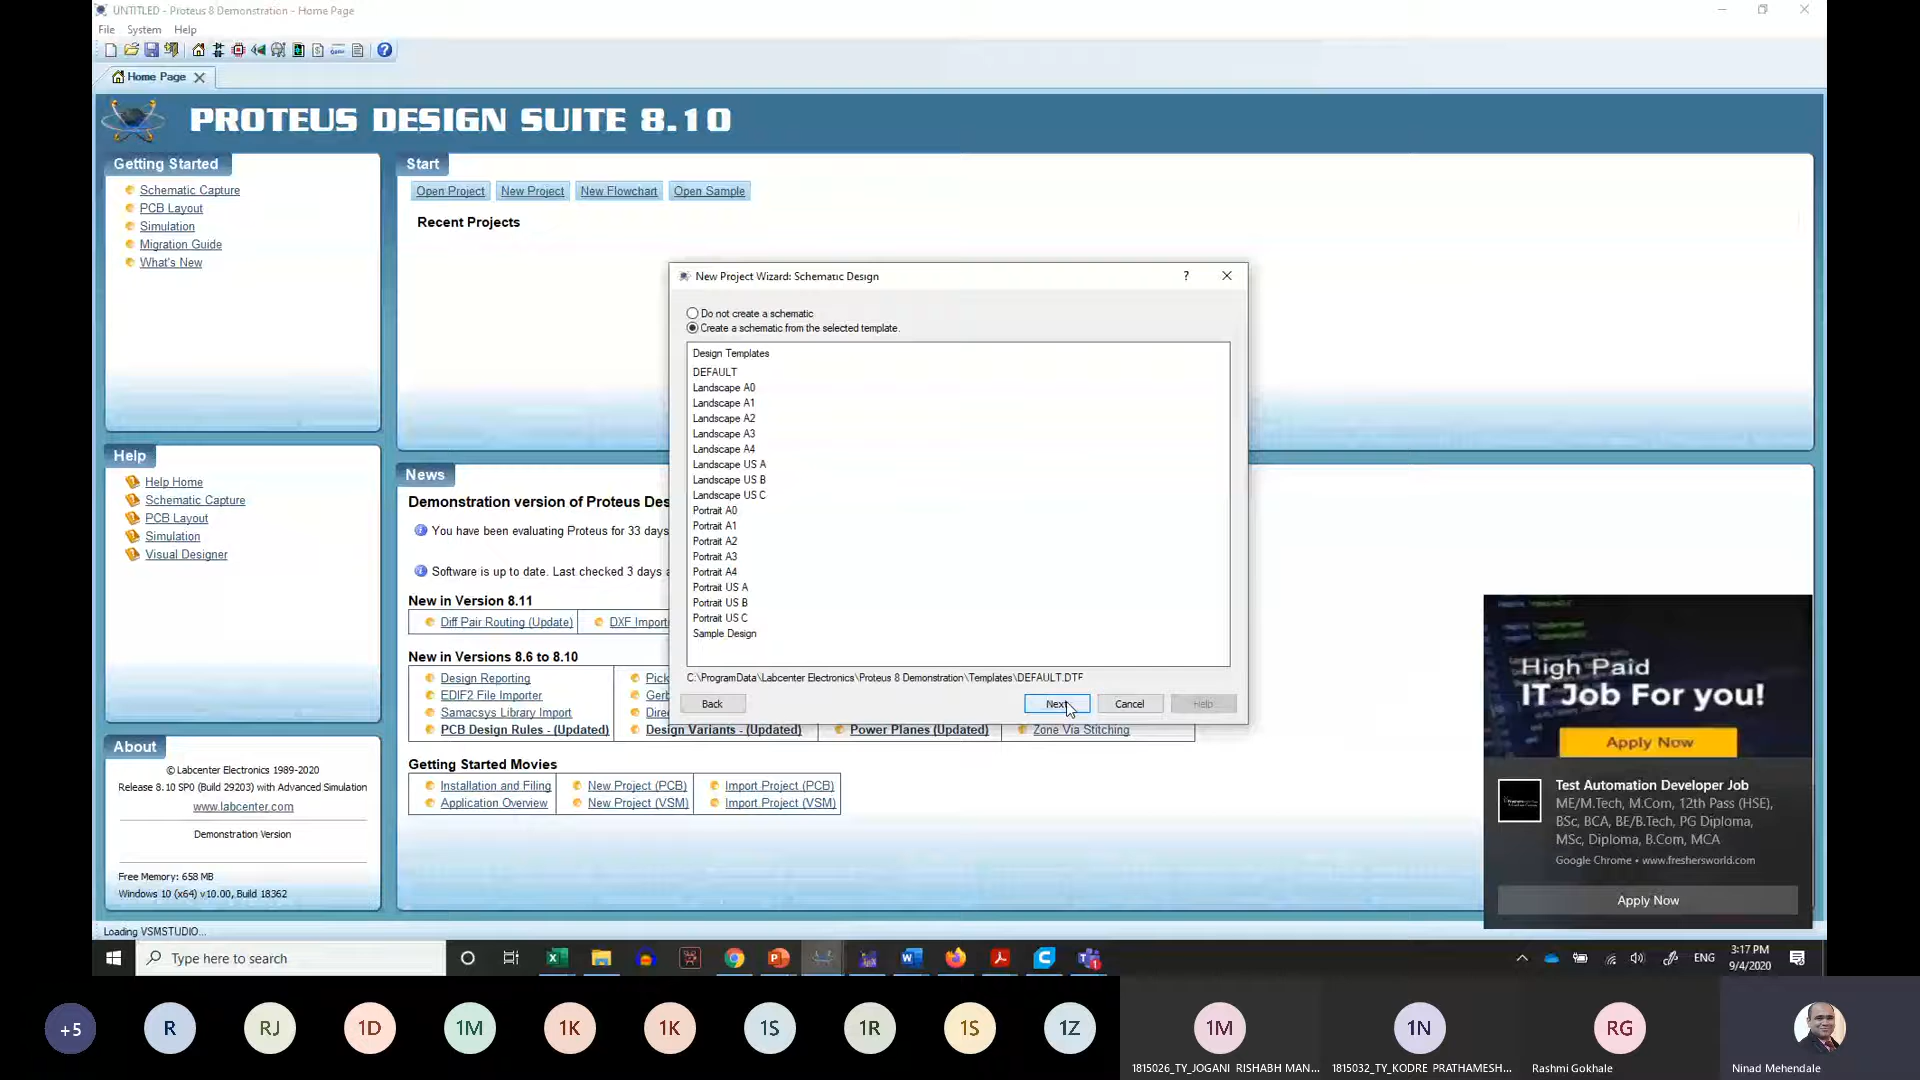 UNTITLED - Proteus 8 Demonstration - Home Page
File System Help
Home Page
PROTEUS DESIGN SUITE 8.10
Getting Started
Schematic Capture
PCB Layout
Simulation
Migration Guide
What's New
Start
Open Project New Project New Flowchart Open Sample
Recent Projects
New Project Wizard: Schematic Design
?
Do not create a schematic
Create a schematic from the selected template.
Design Templates
DEFAULT
Landscape A0
Landscape A1
Landscape A2
Landscape A3
Landscape A4
Landscape US A
Landscape US B
Landscape US C
Portrait A0
Portrait A1
Portrait A2
Portrait A3
Portrait A4
Portrait US A
Portrait US B
Portrait US C
Sample Design
C:\ProgramData\Labcenter Electronics\Proteus 8 Demonstration\Templates\DEFAULT.DTF
Back Next Cancel Help
Help
Help Home
Schematic Capture
PCB Layout
Simulation
Visual Designer
News
Demonstration version of Proteus Des
You have been evaluating Proteus for 33 days
Software is up to date. Last checked 3 days
New in Version 8.11
Diff Pair Routing (Update) DXF Import
New in Versions 8.6 to 8.10
Design Reporting Pick
EDIF2 File Importer Gerb
Samacsys Library Import Direc
PCB Design Rules - (Updated) Design Variants - (Updated) Power Planes (Updated) Zone Via Stitching
Getting Started Movies
Installation and Filing New Project (PCB) Import Project (PCB)
Application Overview New Project (VSM) Import Project (VSM)
About
© Labcenter Electronics 1989-2020
Release 8.10 SP0 (Build 29203) with Advanced Simulation
www.labcenter.com
Demonstration Version
Free Memory: 658 MB
Windows 10 (x64) v10.00, Build 18362
High Paid
IT Job For you!
Apply Now
Test Automation Developer Job
ME/M.Tech, M.Com, 12th Pass (HSE),
BSc, BCA, BE/B.Tech, PG Diploma,
MSc, Diploma, B.Com, MCA
Google Chrome • www.freshersworld.com
Apply Now
Loading VSMSTUDIO...
Type here to search
ENG
3:17 PM
9/4/2020
+5 R RJ 1D 1M 1K 1K 1S 1R 1S 1Z 1M 1N RG
1815026_TY_JOGANI RISHABH MAN... 1815032_TY_KODRE PRATHAMESH... Rashmi Gokhale Ninad Mehendale